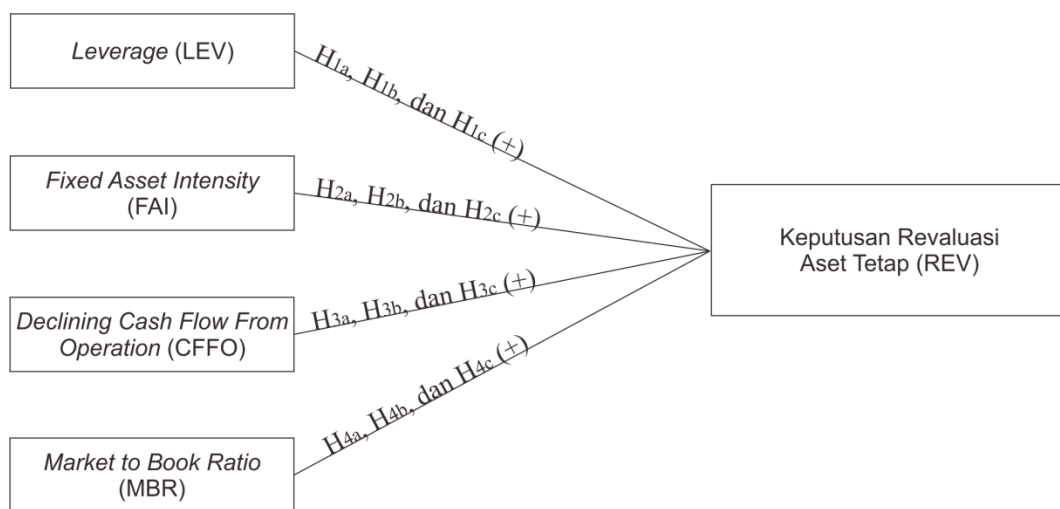 Leverage (LEV)
H1a, H1b, dan H1c (+)
Fixed Asset Intensity
(FAI)
H2a, H2b, dan H2c (+)
Keputusan Revaluasi
Aset Tetap (REV)
Declining Cash Flow From
Operation (CFFO)
H3a, H3b, dan H3c (+)
Market to Book Ratio
(MBR)
H4a, H4b, dan H4c (+)